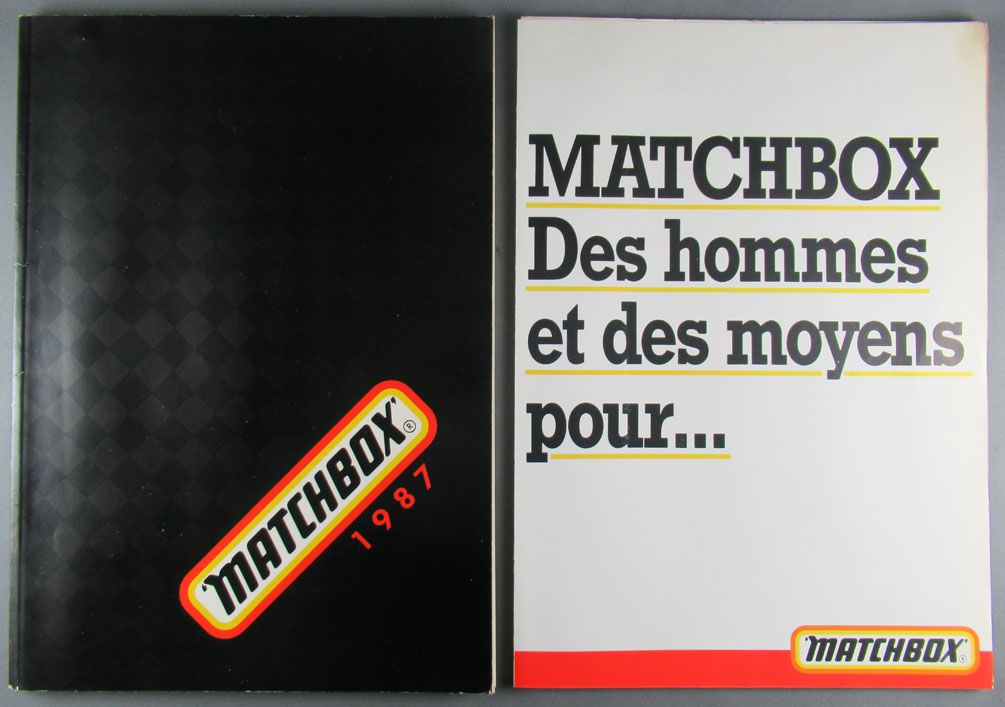 'MATCHBOX'®
1987
MATCHBOX
Des hommes
et des moyens
pour...
'MATCHBOX'®